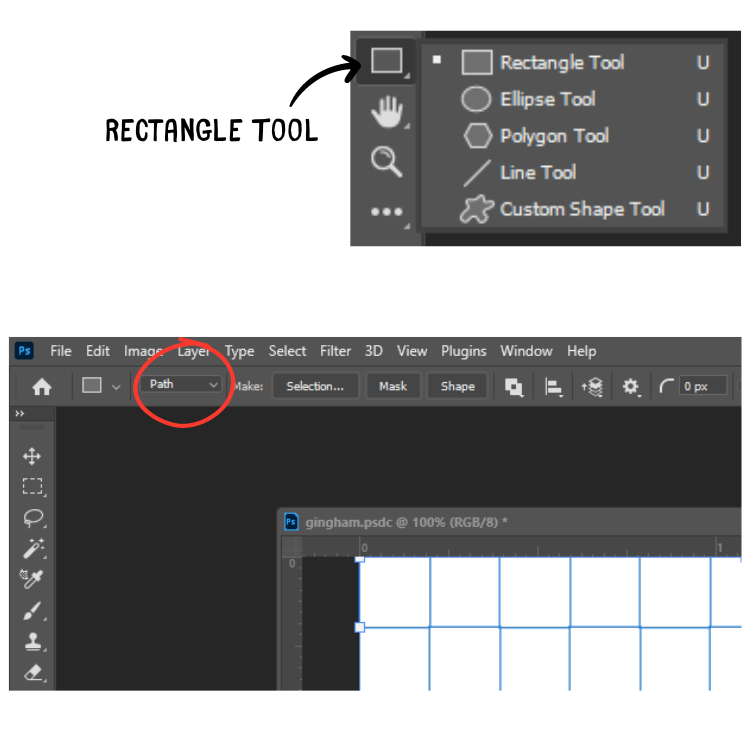 Rectangle Tool U
Ellipse Tool U
Polygon Tool U
Line Tool U
Custom Shape Tool U
RECTANGLE TOOL
Ps File Edit Image Layer Type Select Filter 3D View Plugins Window Help
Path Make: Selection... Mask Shape 0 px
Ps gingham.psdc @ 100% (RGB/8) *
0 1
0